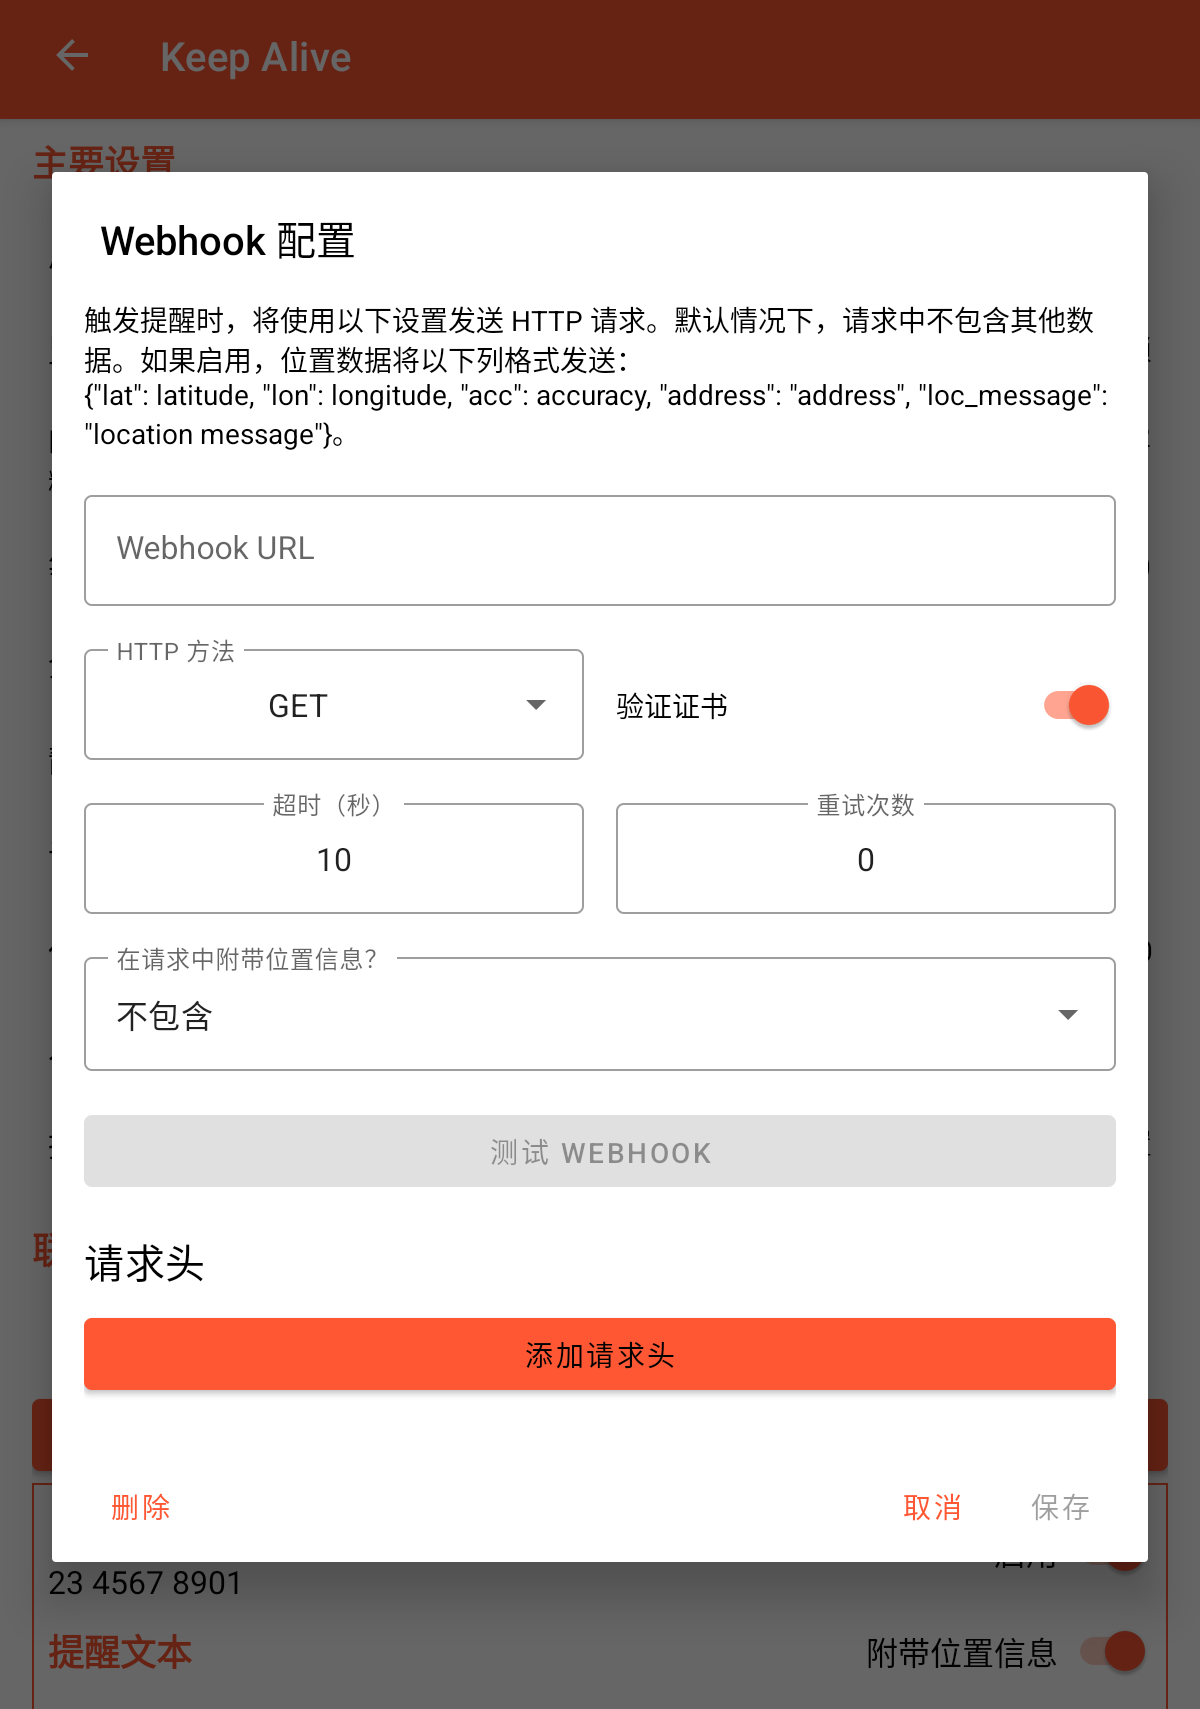 Keep Alive
主要设置
Webhook 配置
触发提醒时，将使用以下设置发送 HTTP 请求。默认情况下，请求中不包含其他数
据。如果启用，位置数据将以下列格式发送：
{"lat": latitude, "lon": longitude, "acc": accuracy, "address": "address", "loc_message":
"location message"}。
Webhook URL
HTTP 方法
GET
验证证书
超时（秒）
10
重试次数
0
在请求中附带位置信息？
不包含
测试 WEBHOOK
请求头
添加请求头
删除
取消
保存
23 4567 8901
提醒文本
附带位置信息